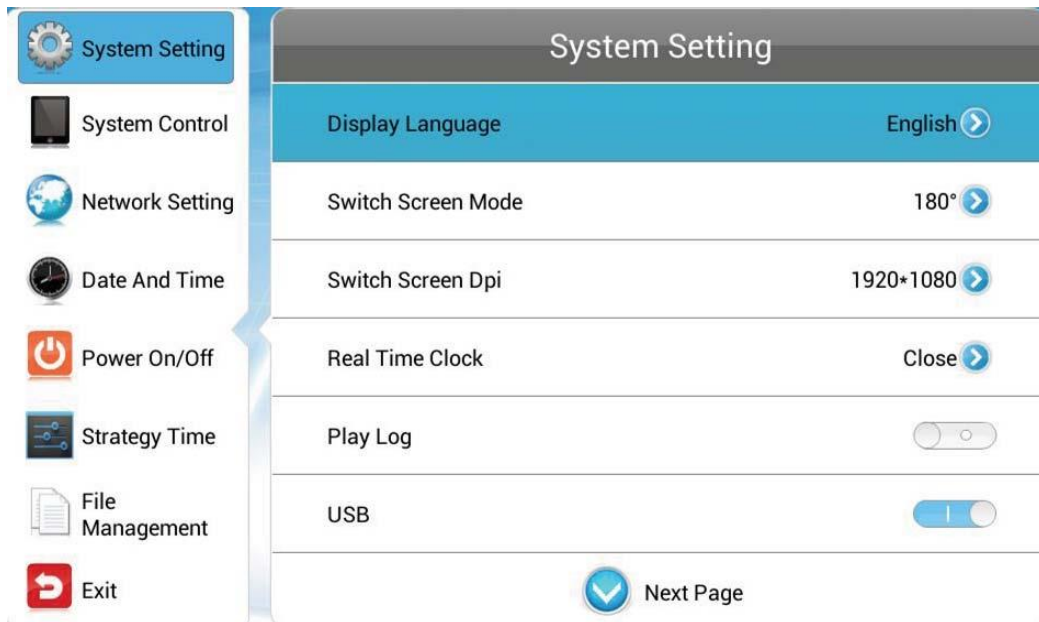 System Setting
System Control
Network Setting
Date And Time
Power On/Off
Strategy Time
File
Management
Exit
System Setting
Display Language English
Switch Screen Mode 180°
Switch Screen Dpi 1920*1080
Real Time Clock Close
Play Log
USB
Next Page